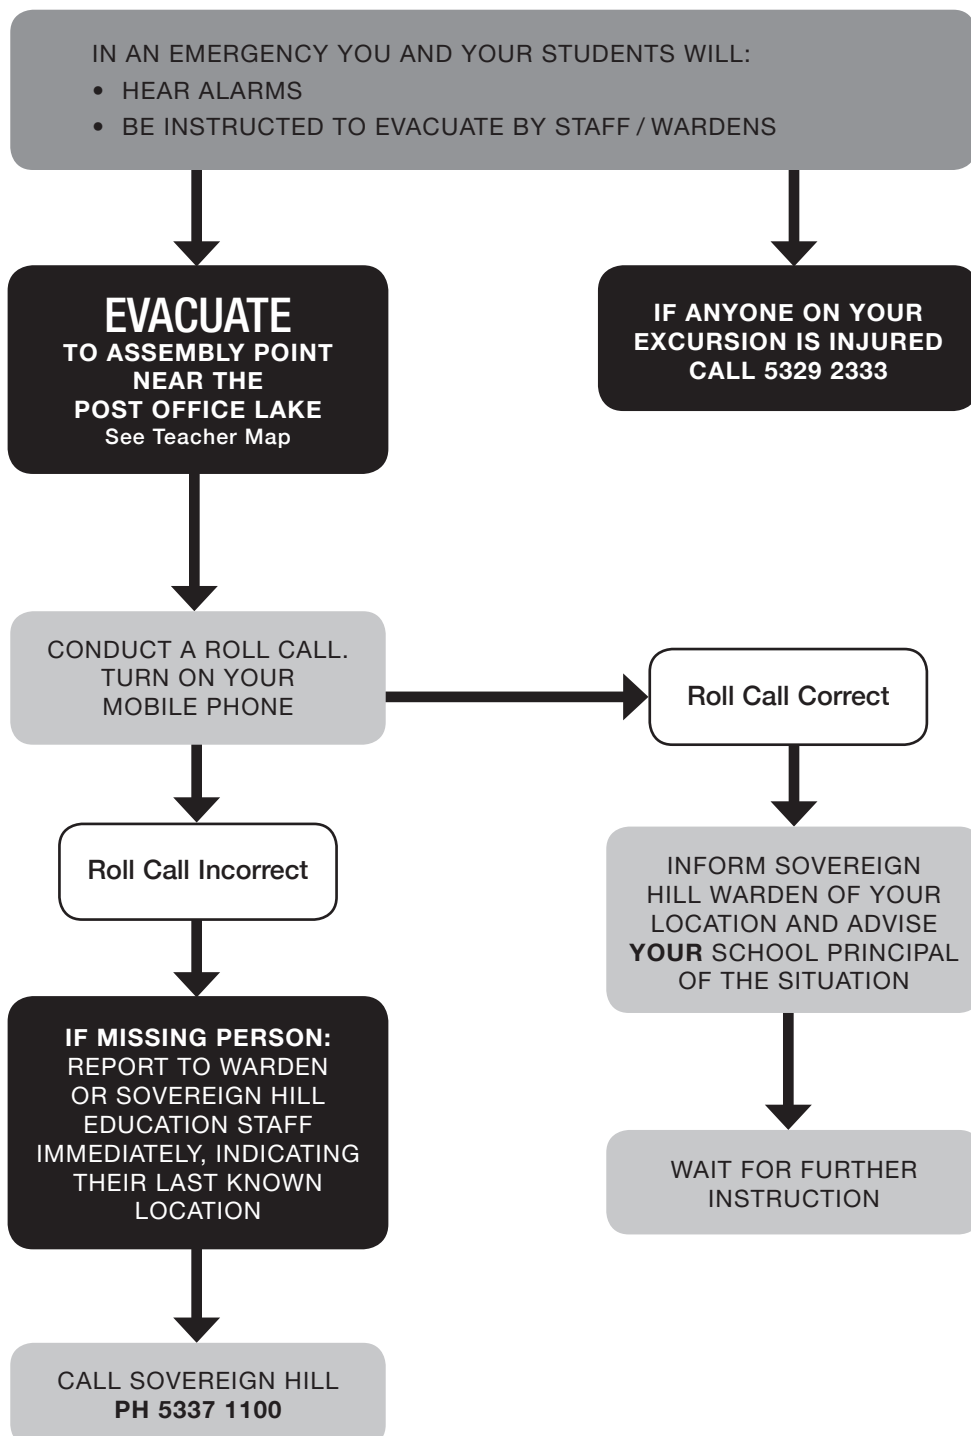 IN AN EMERGENCY YOU AND YOUR STUDENTS WILL:
• HEAR ALARMS
• BE INSTRUCTED TO EVACUATE BY STAFF / WARDENS
EVACUATE
TO ASSEMBLY POINT
NEAR THE
POST OFFICE LAKE
See Teacher Map
IF ANYONE ON YOUR
EXCURSION IS INJURED
CALL 5329 2333
CONDUCT A ROLL CALL.
TURN ON YOUR
MOBILE PHONE
Roll Call Correct
Roll Call Incorrect
INFORM SOVEREIGN
HILL WARDEN OF YOUR
LOCATION AND ADVISE
YOUR SCHOOL PRINCIPAL
OF THE SITUATION
IF MISSING PERSON:
REPORT TO WARDEN
OR SOVEREIGN HILL
EDUCATION STAFF
IMMEDIATELY, INDICATING
THEIR LAST KNOWN
LOCATION
WAIT FOR FURTHER
INSTRUCTION
CALL SOVEREIGN HILL
PH 5337 1100